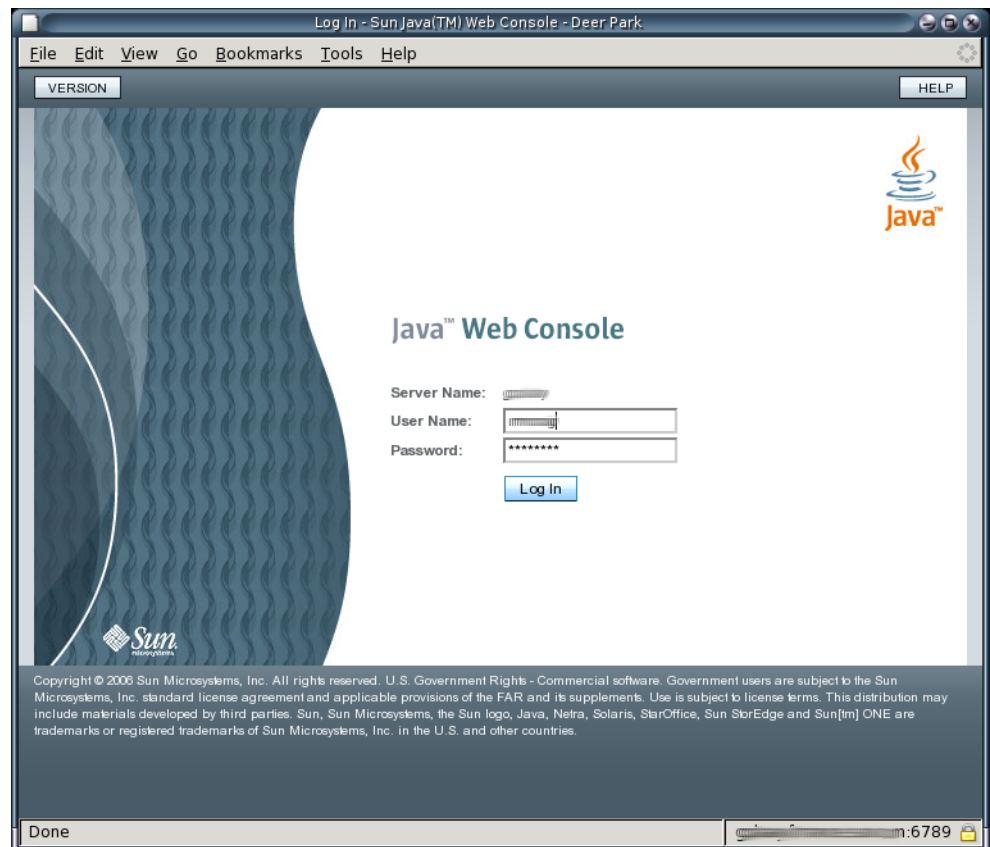 Log In - Sun Java(TM) Web Console - Deer Park
File Edit View Go Bookmarks Tools Help
VERSION
HELP
Java™
Java™ Web Console
Server Name:
User Name:
Password:
********
Log In
Sun
microsystems
Copyright © 2006 Sun Microsystems, Inc. All rights reserved. U.S. Government Rights - Commercial software. Government users are subject to the Sun
Microsystems, Inc. standard license agreement and applicable provisions of the FAR and its supplements. Use is subject to license terms. This distribution may
include materials developed by third parties. Sun, Sun Microsystems, the Sun logo, Java, Netra, Solaris, StarOffice, Sun StorEdge and Sun[tm] ONE are
trademarks or registered trademarks of Sun Microsystems, Inc. in the U.S. and other countries.
Done
:6789